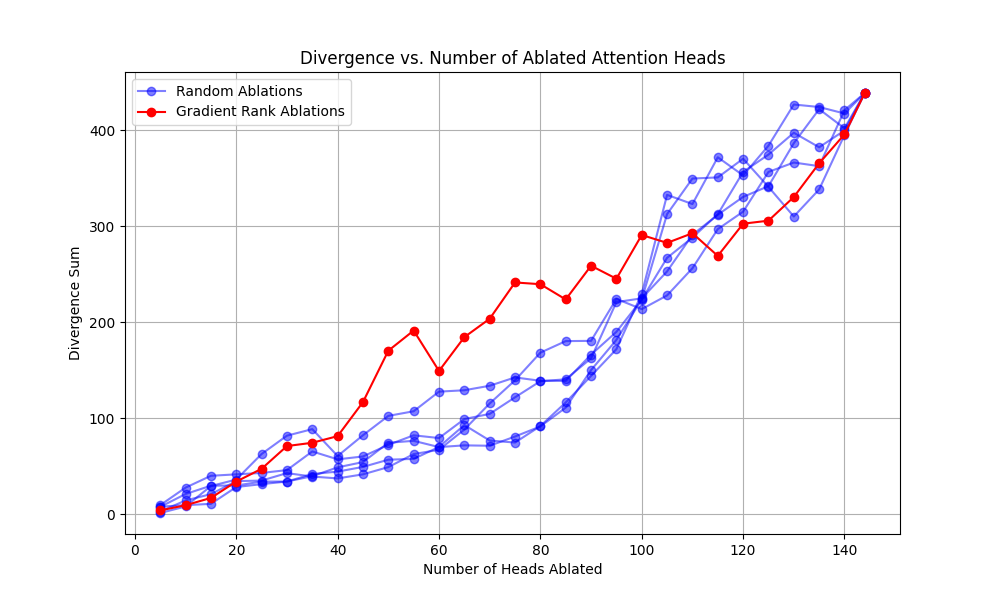 Divergence vs. Number of Ablated Attention Heads
Random Ablations
Gradient Rank Ablations
Divergence Sum
400
300
200
100
0
0 20 40 60 80 100 120 140
Number of Heads Ablated